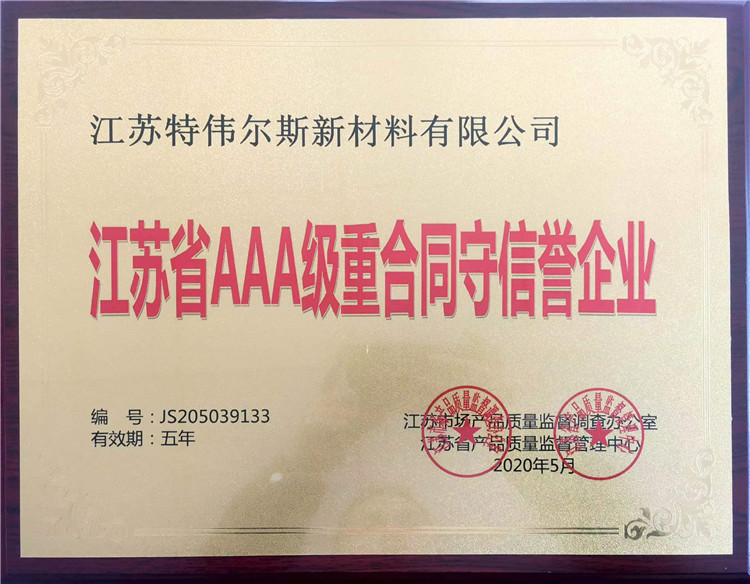 江苏特伟尔斯新材料有限公司
江苏省AAA级重合同守信誉企业
编 号:JS205039133
有效期:五年
江苏市场产品质量监督调查办公室
江苏省产品质量监督管理中心
2020年5月